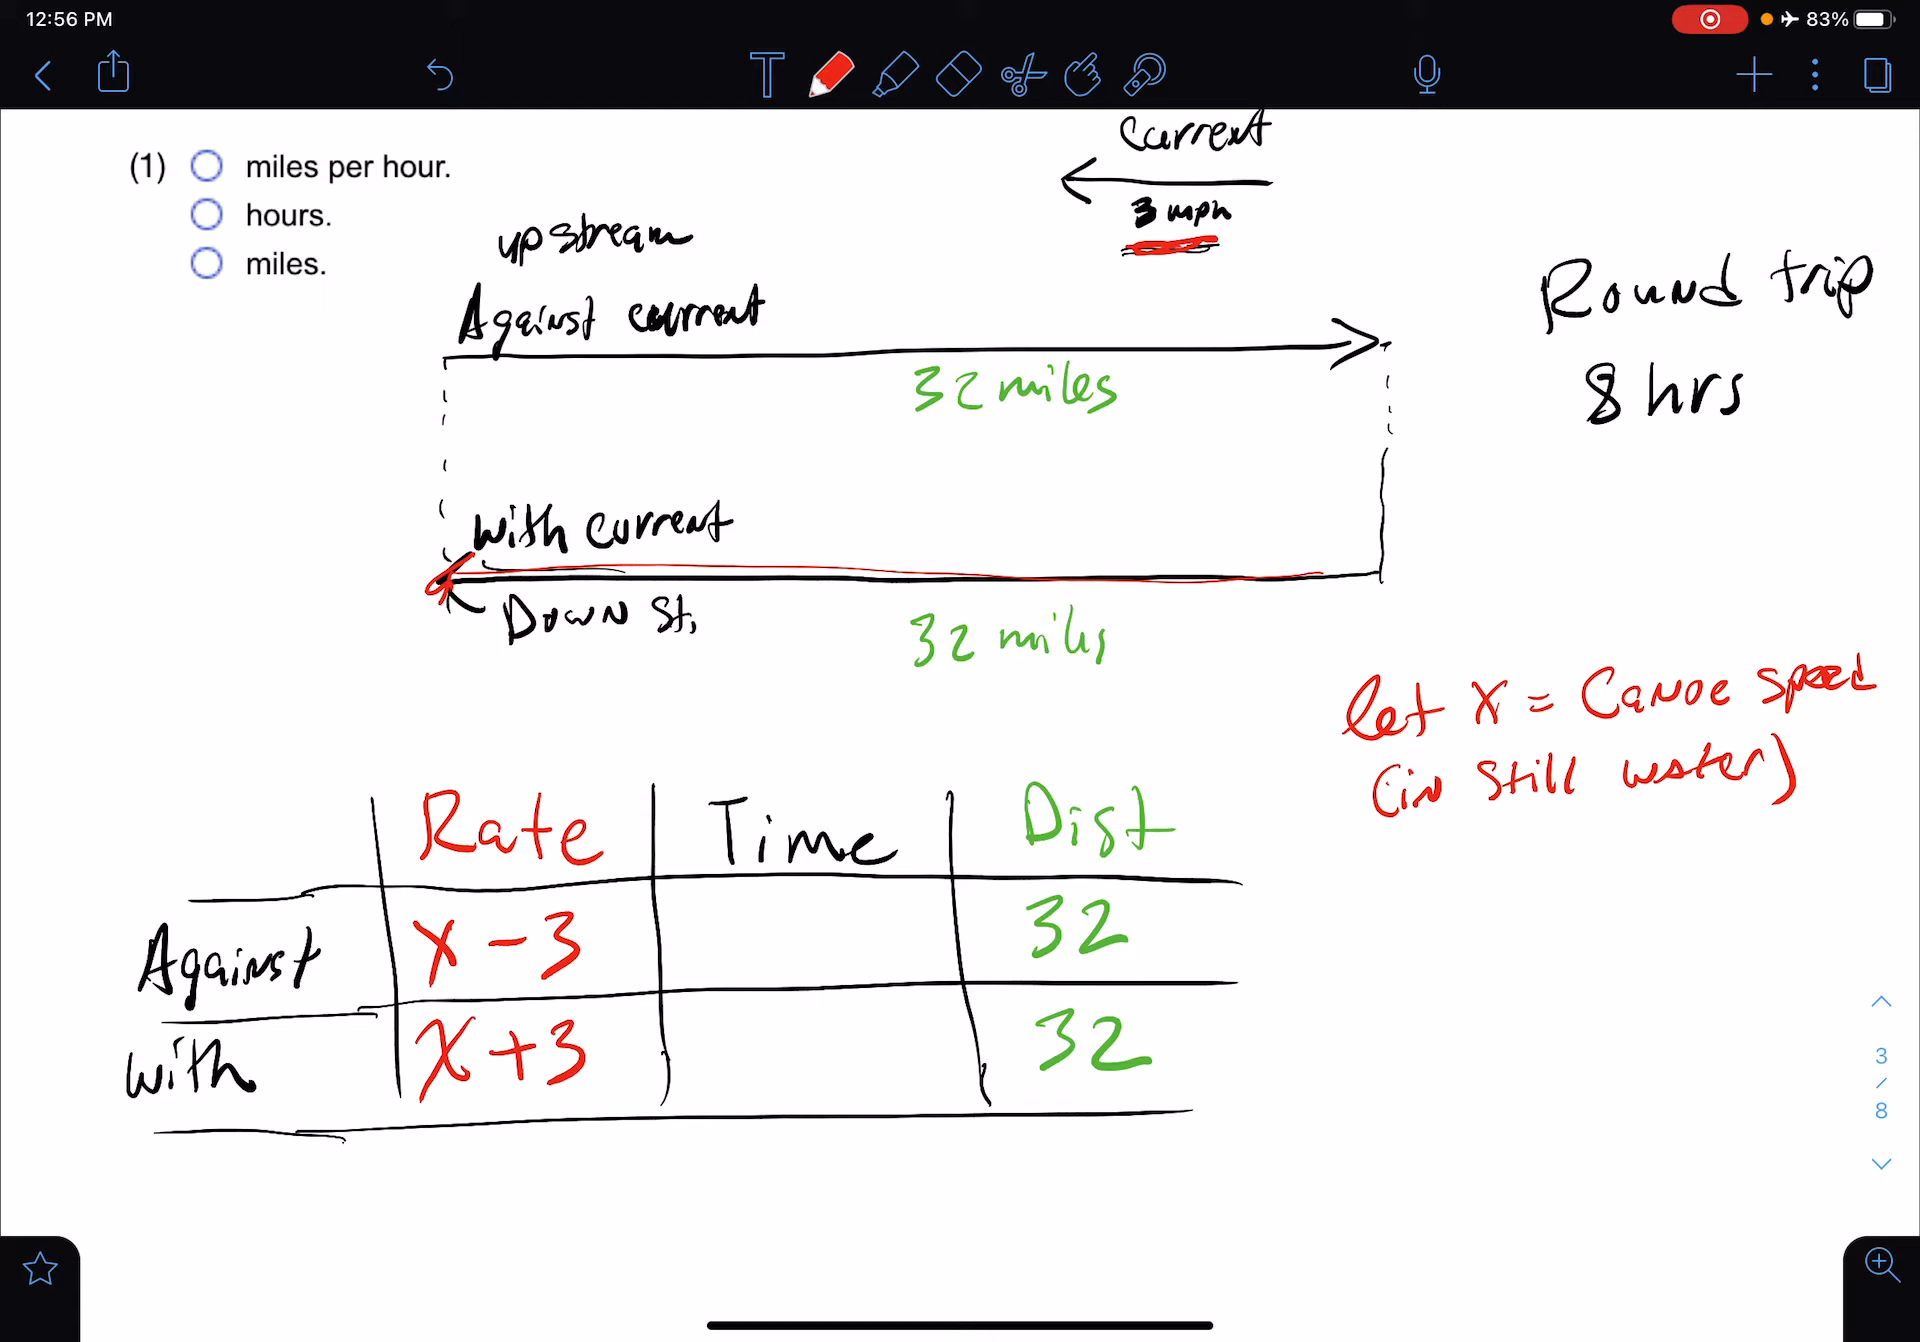 12:56 PM
83%
Current
(1) miles per hour.
3 mph
hours.
upstream
miles.
Round trip
Against current
32 miles
8 hrs
With current
Down St.
32 miles
let x = Canoe speed
(in still water)
Rate Time Dist
Against x - 3 32
with x + 3 32
3
/
8